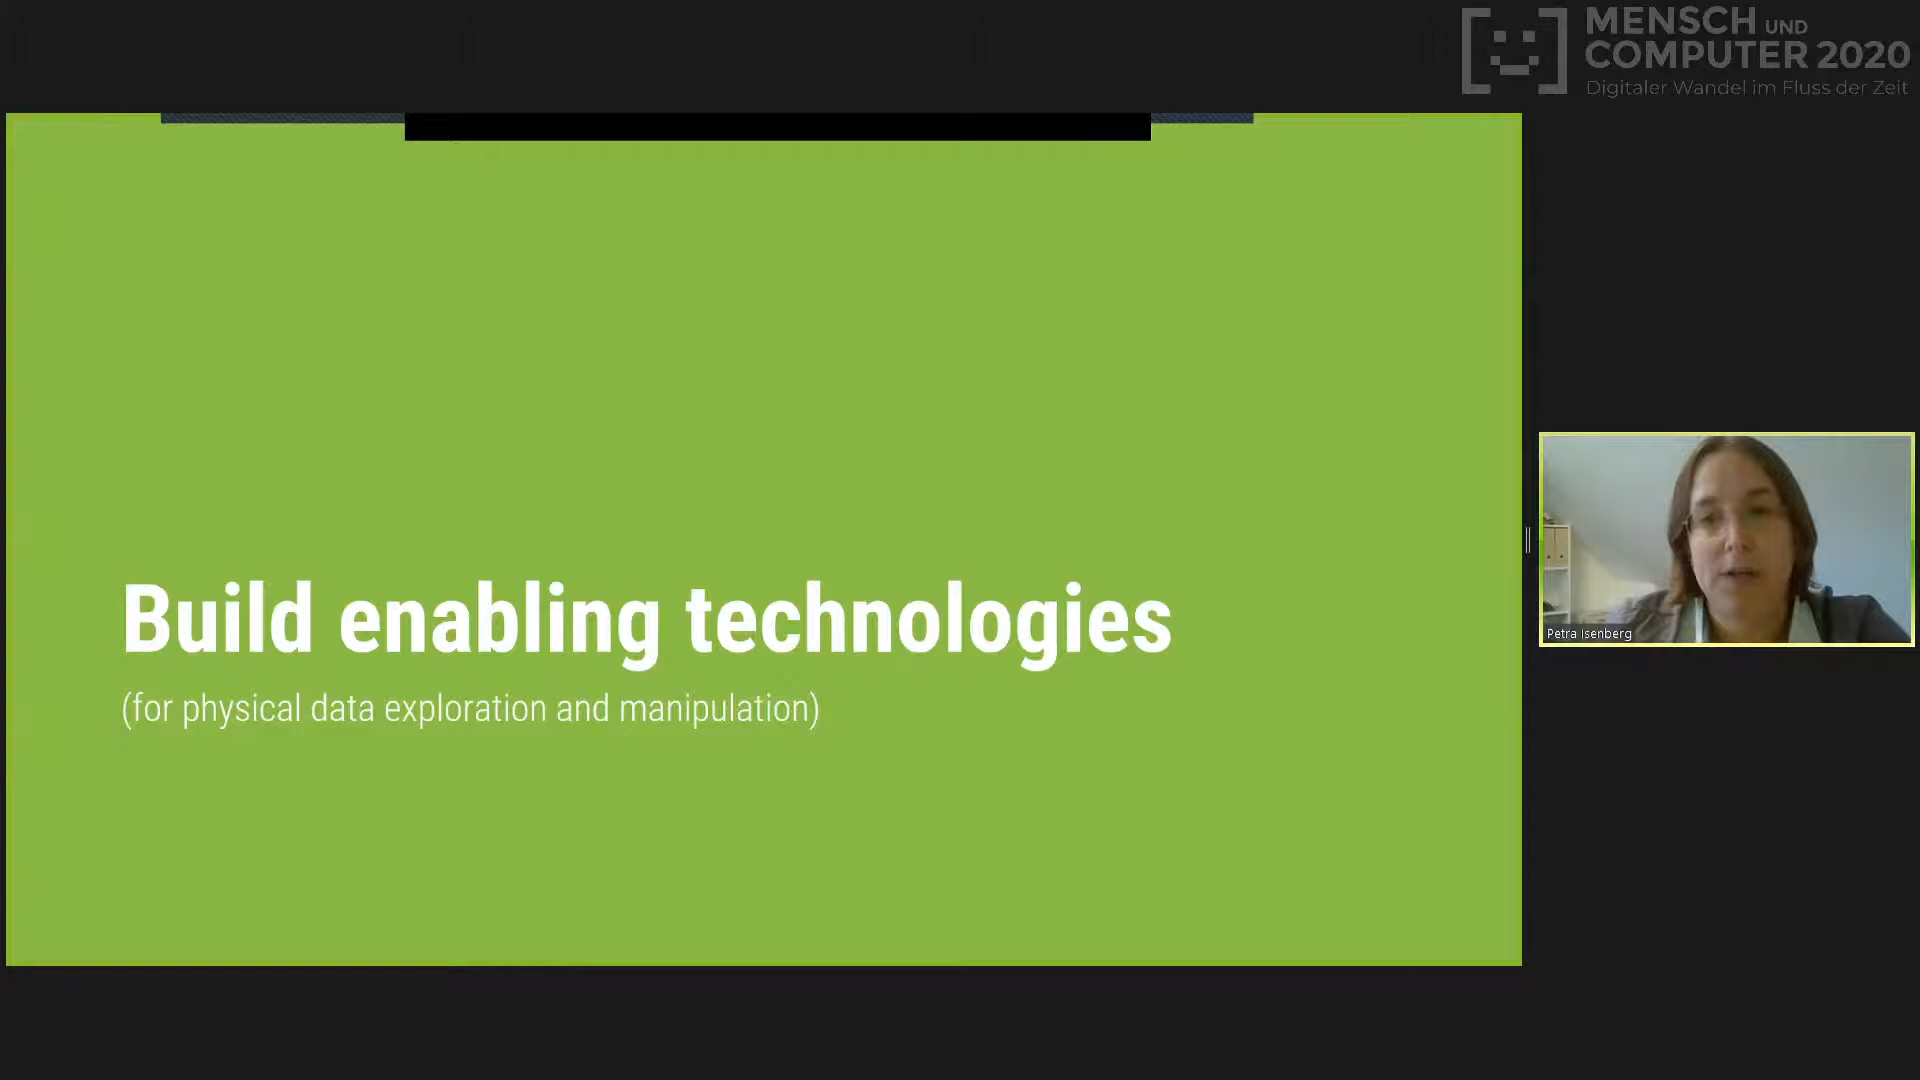 MENSCH UND
COMPUTER 2020
Digitaler Wandel im Fluss der Zeit
Build enabling technologies
(for physical data exploration and manipulation)
Petra Isenberg